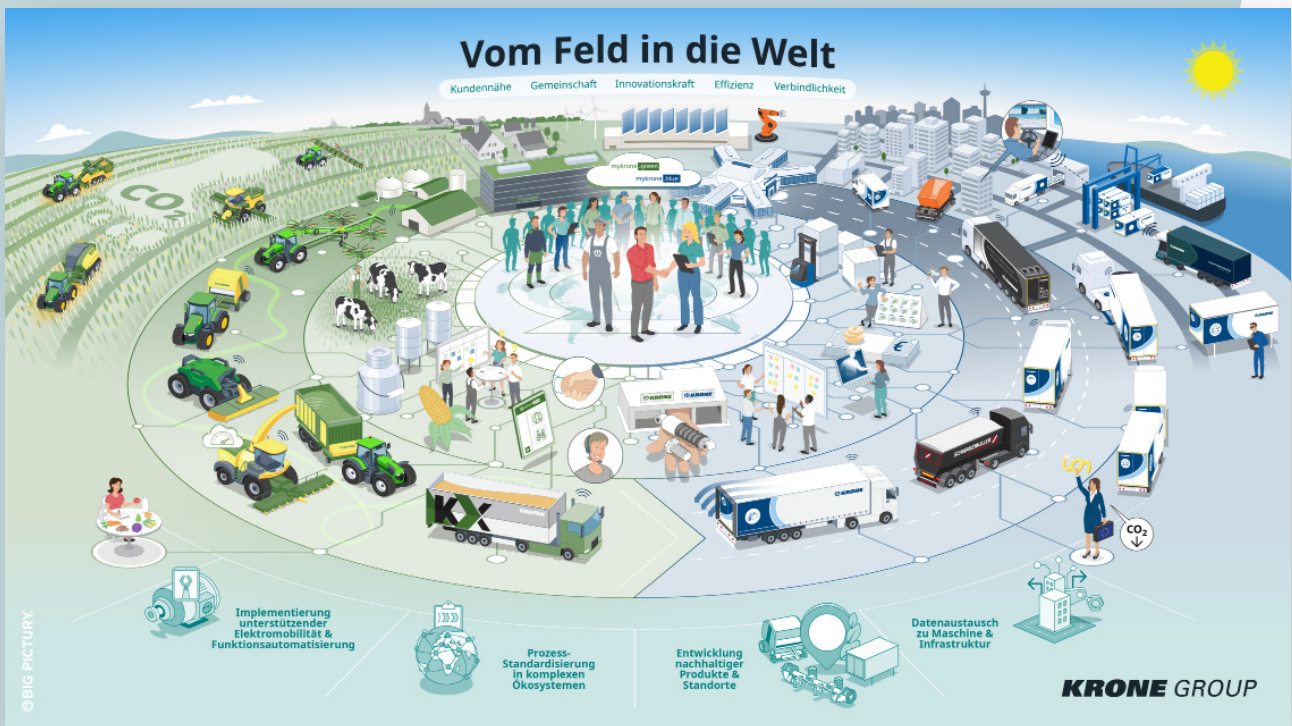 Vom Feld in die Welt
Kundennähe Gemeinschaft Innovationskraft Effizienz Verbindlichkeit
mykrone.green
mykrone.blue
CO₂
KRONE KRONE
SCHWARZMÜLLER
KX
KRONE
CO₂
Implementierung
unterstützender
Elektromobilität &
Funktionsautomatisierung
Prozess-
Standardisierung
in komplexen
Ökosystemen
Entwicklung
nachhaltiger
Produkte &
Standorte
Datenaustausch
zu Maschine &
Infrastruktur
©BIG PICTURY.
KRONE GROUP